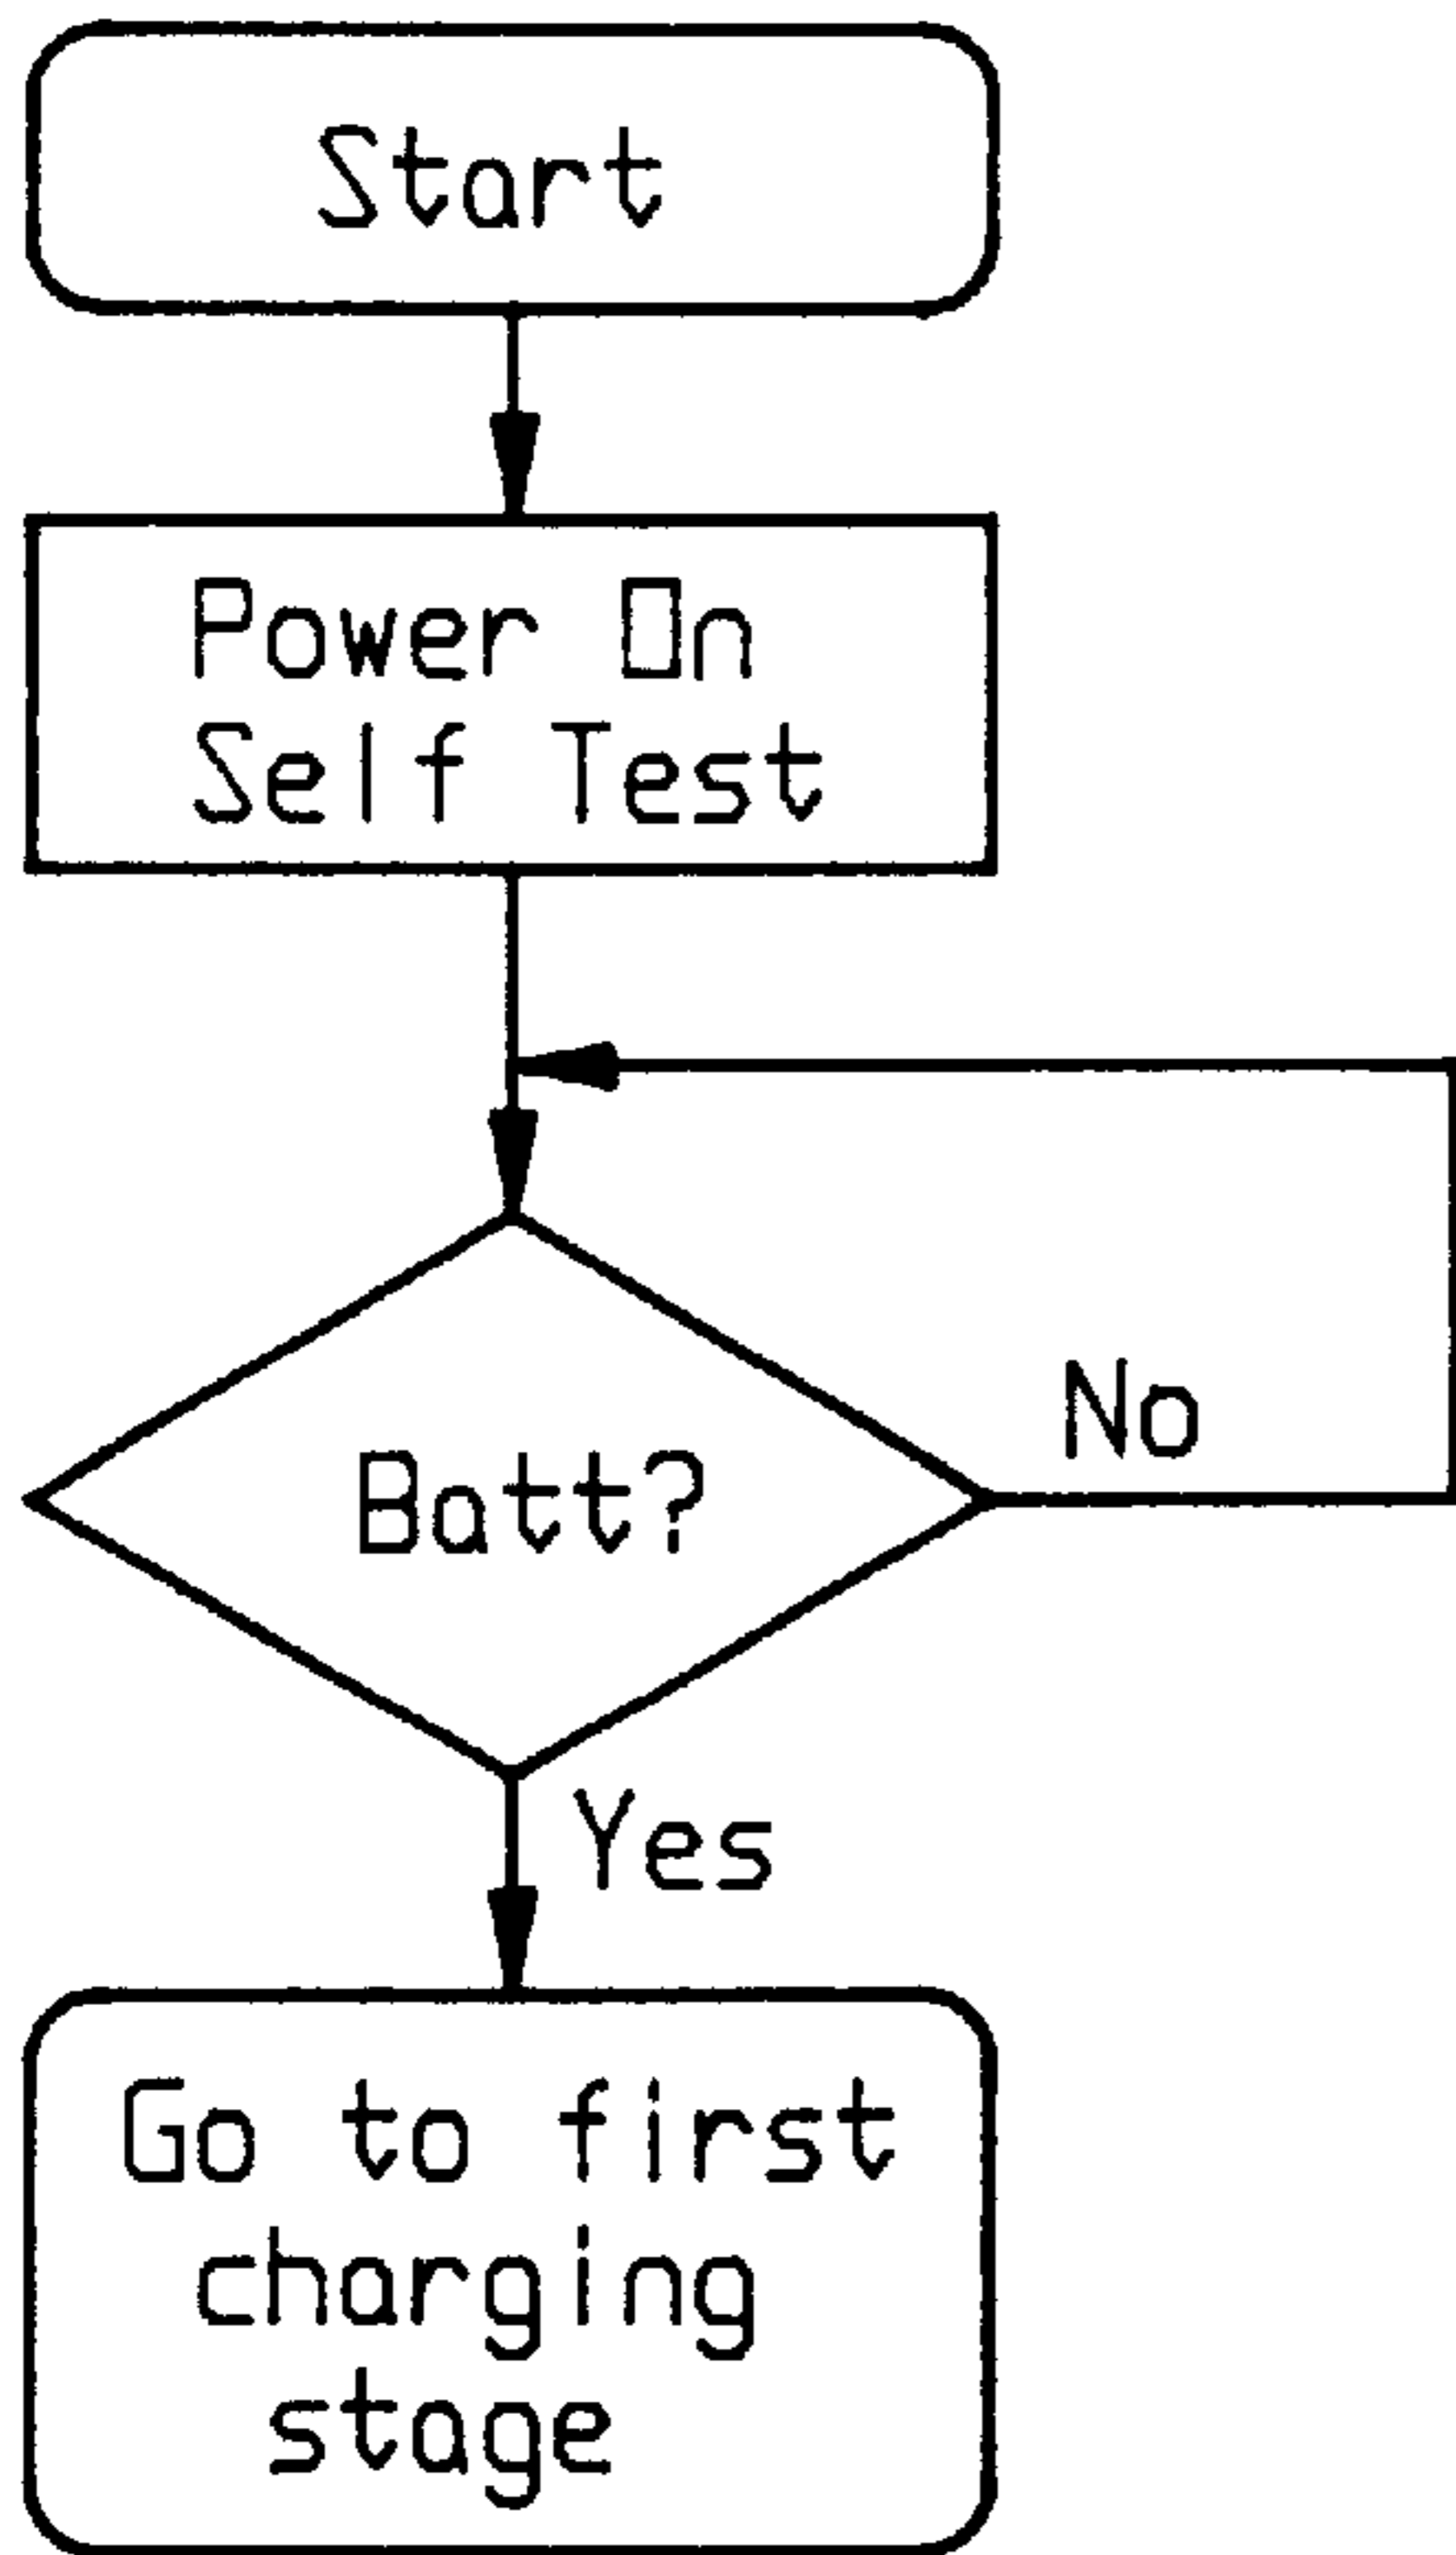 Start
Power On
Self Test
Batt?
No
Yes
Go to first
charging
stage